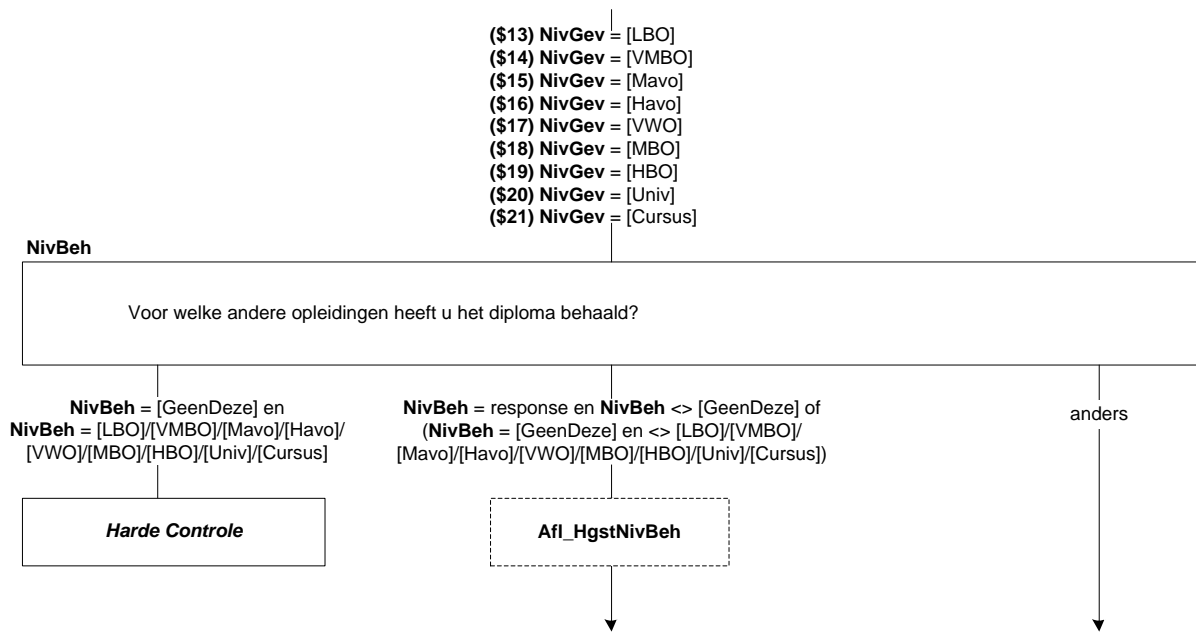 ($13) NivGev = [LBO]
($14) NivGev = [VMBO]
($15) NivGev = [Mavo]
($16) NivGev = [Havo]
($17) NivGev = [VWO]
($18) NivGev = [MBO]
($19) NivGev = [HBO]
($20) NivGev = [Univ]
($21) NivGev = [Cursus]
NivBeh
Voor welke andere opleidingen heeft u het diploma behaald?
NivBeh = [GeenDeze] en
NivBeh = [LBO]/[VMBO]/[Mavo]/[Havo]/
[VWO]/[MBO]/[HBO]/[Univ]/[Cursus]
NivBeh = response en NivBeh <> [GeenDeze] of
(NivBeh = [GeenDeze] en <> [LBO]/[VMBO]/
[Mavo]/[Havo]/[VWO]/[MBO]/[HBO]/[Univ]/[Cursus])
anders
Harde Controle
Afl_HgstNivBeh